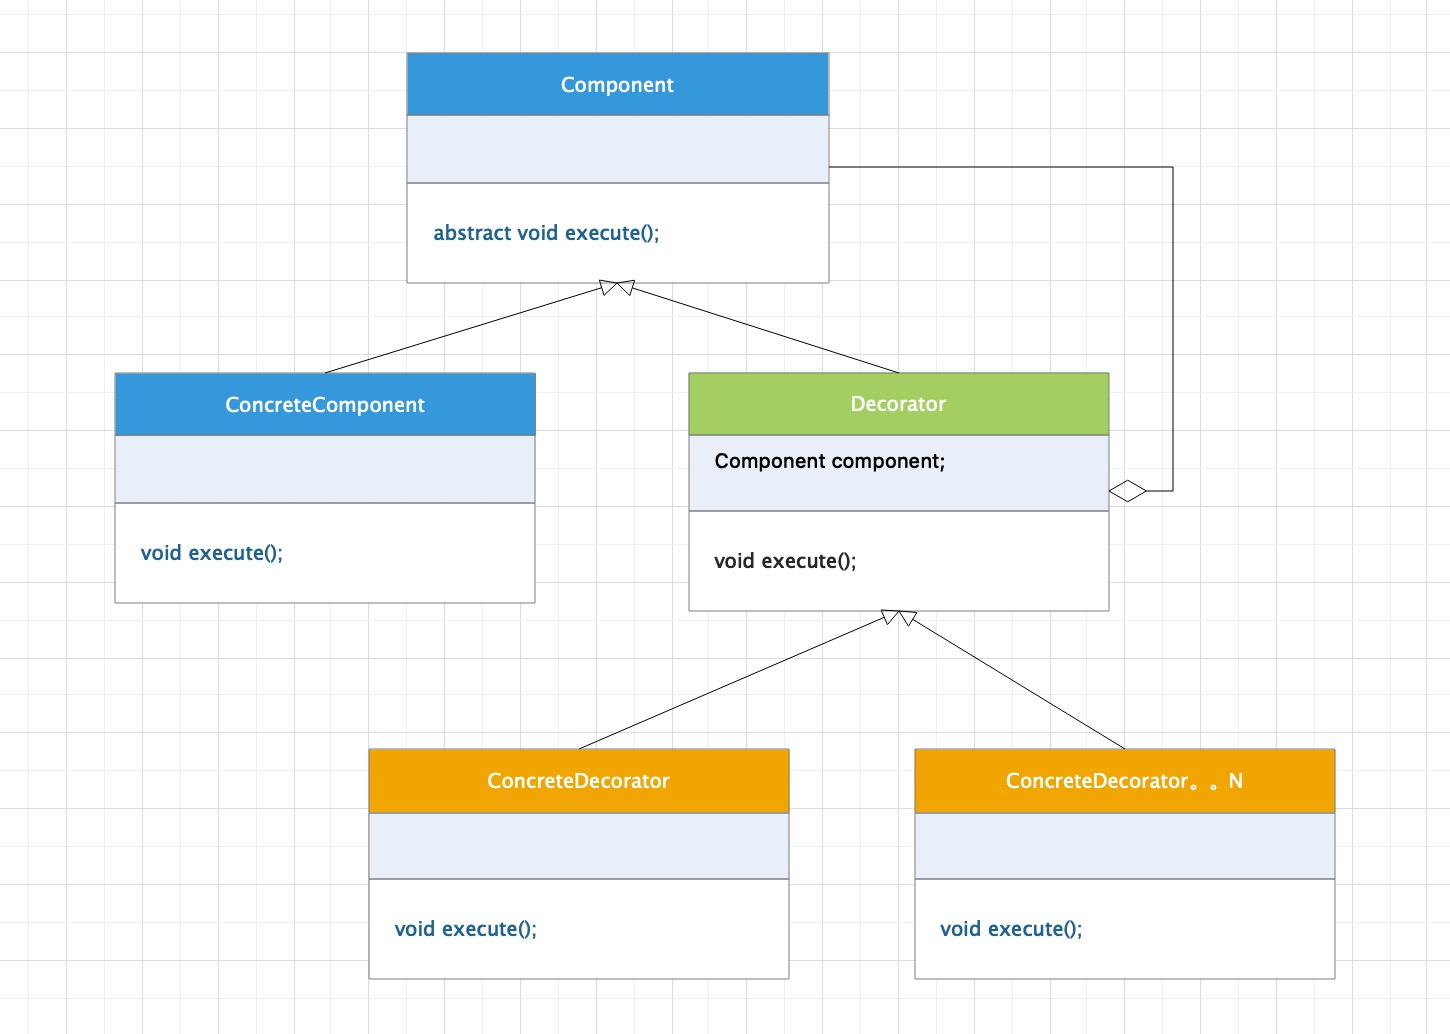 Component
abstract void execute();
ConcreteComponent
void execute();
Decorator
Component component;
void execute();
ConcreteDecorator
void execute();
ConcreteDecorator。。N
void execute();